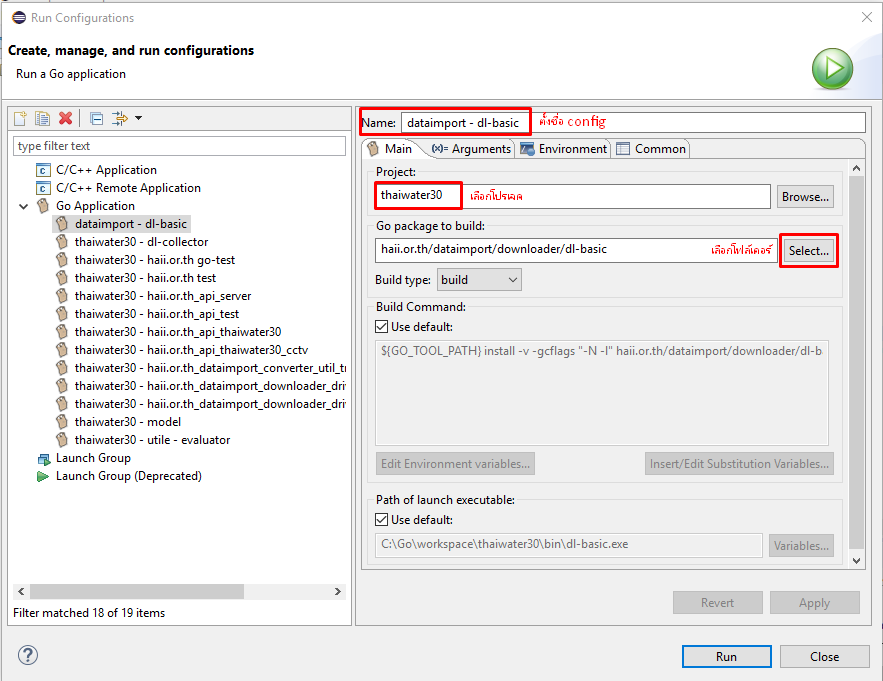 Run Configurations
Create, manage, and run configurations
Run a Go application
type filter text
C/C++ Application
C/C++ Remote Application
Go Application
dataimport - dl-basic
thaiwater30 - dl-collector
thaiwater30 - haii.or.th go-test
thaiwater30 - haii.or.th test
thaiwater30 - haii.or.th_api_server
thaiwater30 - haii.or.th_api_test
thaiwater30 - haii.or.th_api_thaiwater30
thaiwater30 - haii.or.th_api_thaiwater30_cctv
thaiwater30 - haii.or.th_dataimport_converter_util_tr
thaiwater30 - haii.or.th_dataimport_downloader_driv
thaiwater30 - haii.or.th_dataimport_downloader_driv
thaiwater30 - model
thaiwater30 - utile - evaluator
Launch Group
Launch Group (Deprecated)
Filter matched 18 of 19 items
Name: dataimport - dl-basic ตั้งชื่อ config
Main (x)= Arguments Environment Common
Project:
thaiwater30 เลือกโปรเจค Browse...
Go package to build:
haii.or.th/dataimport/downloader/dl-basic เลือกโฟล์เดอร์ Select...
Build type: build
Build Command:
Use default:
${GO_TOOL_PATH} install -v -gcflags "-N -l" haii.or.th/dataimport/downloader/dl-ba
Edit Environment variables... Insert/Edit Substitution Variables...
Path of launch executable:
Use default:
C:\Go\workspace\thaiwater30\bin\dl-basic.exe Variables...
Revert Apply
? Run Close